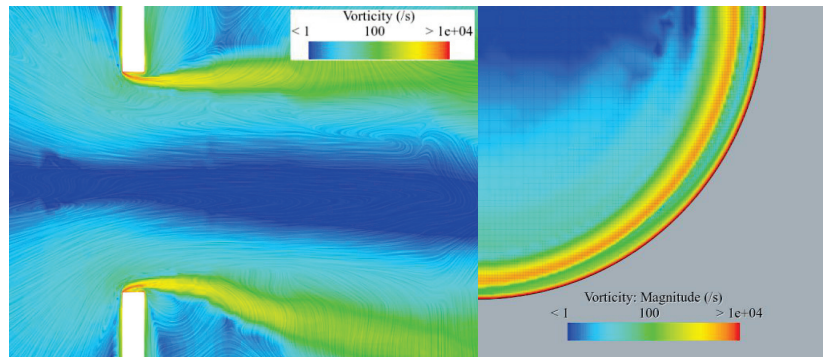 Vorticity (/s)
< 1 100 > 1e+04
Vorticity: Magnitude (/s)
< 1 100 > 1e+04